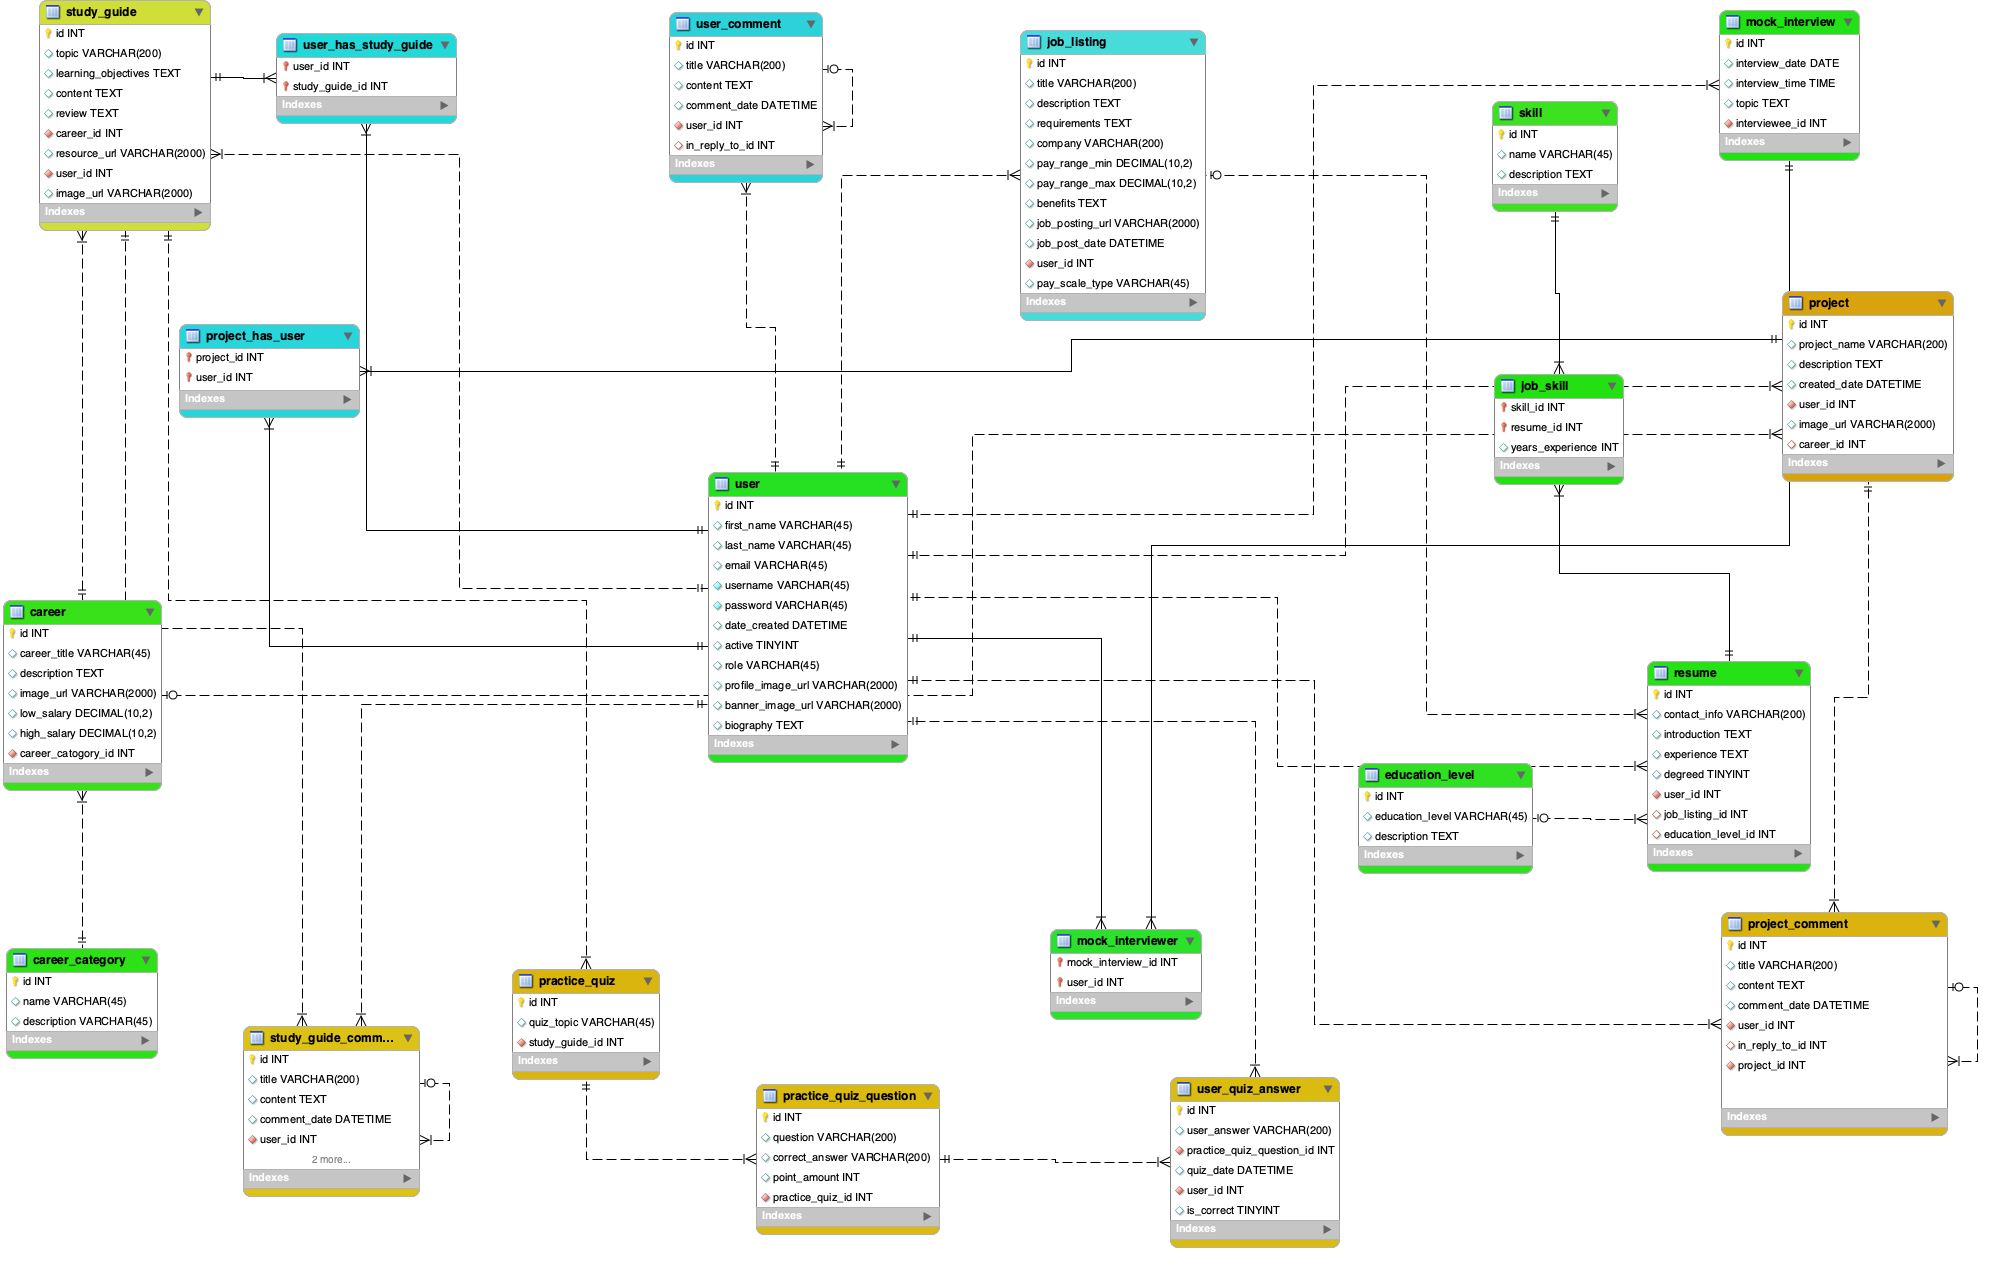 study_guide
id INT
topic VARCHAR(200)
learning_objectives TEXT
content TEXT
review TEXT
career_id INT
resource_url VARCHAR(2000)
user_id INT
image_url VARCHAR(2000)
Indexes
user_has_study_guide
user_id INT
study_guide_id INT
Indexes
user_comment
id INT
title VARCHAR(200)
content TEXT
comment_date DATETIME
user_id INT
in_reply_to_id INT
Indexes
job_listing
id INT
title VARCHAR(200)
description TEXT
requirements TEXT
company VARCHAR(200)
pay_range_min DECIMAL(10,2)
pay_range_max DECIMAL(10,2)
benefits TEXT
job_posting_url VARCHAR(2000)
job_post_date DATETIME
user_id INT
pay_scale_type VARCHAR(45)
Indexes
skill
id INT
name VARCHAR(45)
description TEXT
Indexes
mock_interview
id INT
interview_date DATE
interview_time TIME
topic TEXT
interviewee_id INT
Indexes
project_has_user
project_id INT
user_id INT
Indexes
job_skill
skill_id INT
resume_id INT
years_experience INT
Indexes
project
id INT
project_name VARCHAR(200)
description TEXT
created_date DATETIME
user_id INT
image_url VARCHAR(2000)
career_id INT
Indexes
user
id INT
first_name VARCHAR(45)
last_name VARCHAR(45)
email VARCHAR(45)
username VARCHAR(45)
password VARCHAR(45)
date_created DATETIME
active TINYINT
role VARCHAR(45)
profile_image_url VARCHAR(2000)
banner_image_url VARCHAR(2000)
biography TEXT
Indexes
career
id INT
career_title VARCHAR(45)
description TEXT
image_url VARCHAR(2000)
low_salary DECIMAL(10,2)
high_salary DECIMAL(10,2)
career_catogory_id INT
Indexes
resume
id INT
contact_info VARCHAR(200)
introduction TEXT
experience TEXT
degreed TINYINT
user_id INT
job_listing_id INT
education_level_id INT
Indexes
education_level
id INT
education_level VARCHAR(45)
description TEXT
Indexes
career_category
id INT
name VARCHAR(45)
description VARCHAR(45)
Indexes
study_guide_comm...
id INT
title VARCHAR(200)
content TEXT
comment_date DATETIME
user_id INT
2 more...
Indexes
practice_quiz
id INT
quiz_topic VARCHAR(45)
study_guide_id INT
Indexes
mock_interviewer
mock_interview_id INT
user_id INT
Indexes
project_comment
id INT
title VARCHAR(200)
content TEXT
comment_date DATETIME
user_id INT
in_reply_to_id INT
project_id INT
Indexes
practice_quiz_question
id INT
question VARCHAR(200)
correct_answer VARCHAR(200)
point_amount INT
practice_quiz_id INT
Indexes
user_quiz_answer
id INT
user_answer VARCHAR(200)
practice_quiz_question_id INT
quiz_date DATETIME
user_id INT
is_correct TINYINT
Indexes